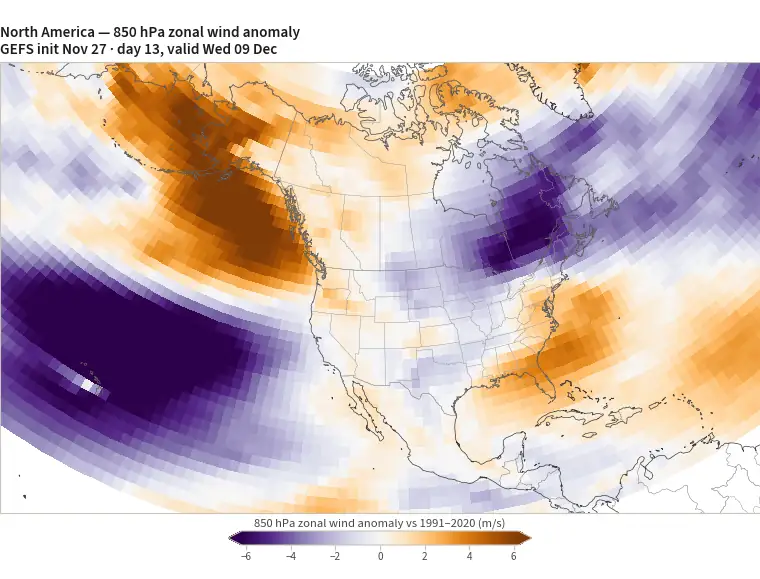 North America — 850 hPa zonal wind anomaly
GEFS init Nov 27 · day 13, valid Wed 09 Dec
850 hPa zonal wind anomaly vs 1991–2020 (m/s)
−6 −4 −2 0 2 4 6